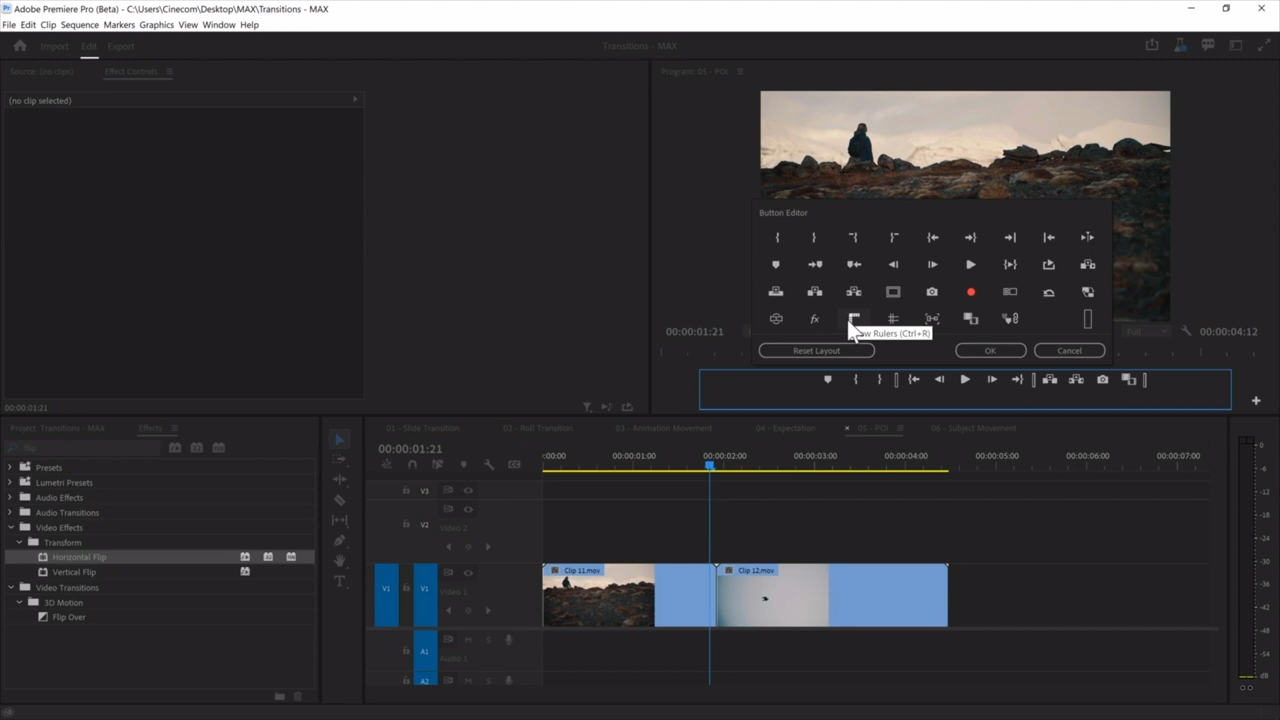 Adobe Premiere Pro (Beta) - C:\Users\Cinecom\Desktop\MAX\Transitions - MAX
File Edit Clip Sequence Markers Graphics View Window Help
Import Edit Export
Transitions - MAX
Source: (no clips)
Effect Controls
Program: 05 - POI
(no clip selected)
Button Editor
fx
Rulers (Ctrl+R)
00:00:01:21
Full
00:00:04:12
Reset Layout
OK
Cancel
00:00:01:21
Project: Transitions - MAX
Effects
01 - Slide Transition
02 - Roll Transition
03 - Animation Movement
04 - Expectation
05 - POI
06 - Subject Movement
flip
00:00:01:21
:00:00
00:00:01:00
00:00:02:00
00:00:03:00
00:00:04:00
00:00:05:00
00:00:06:00
00:00:07:00
Presets
Lumetri Presets
Audio Effects
Audio Transitions
Video Effects
Transform
Horizontal Flip
Vertical Flip
Video Transitions
3D Motion
Flip Over
V3
V2
Video 2
V1
V1
Video 1
Clip 11.mov
Clip 12.mov
A1
M
S
Audio 1
A2
M
S
0
-6
-12
-18
-24
-30
-36
-42
-48
-54
dB